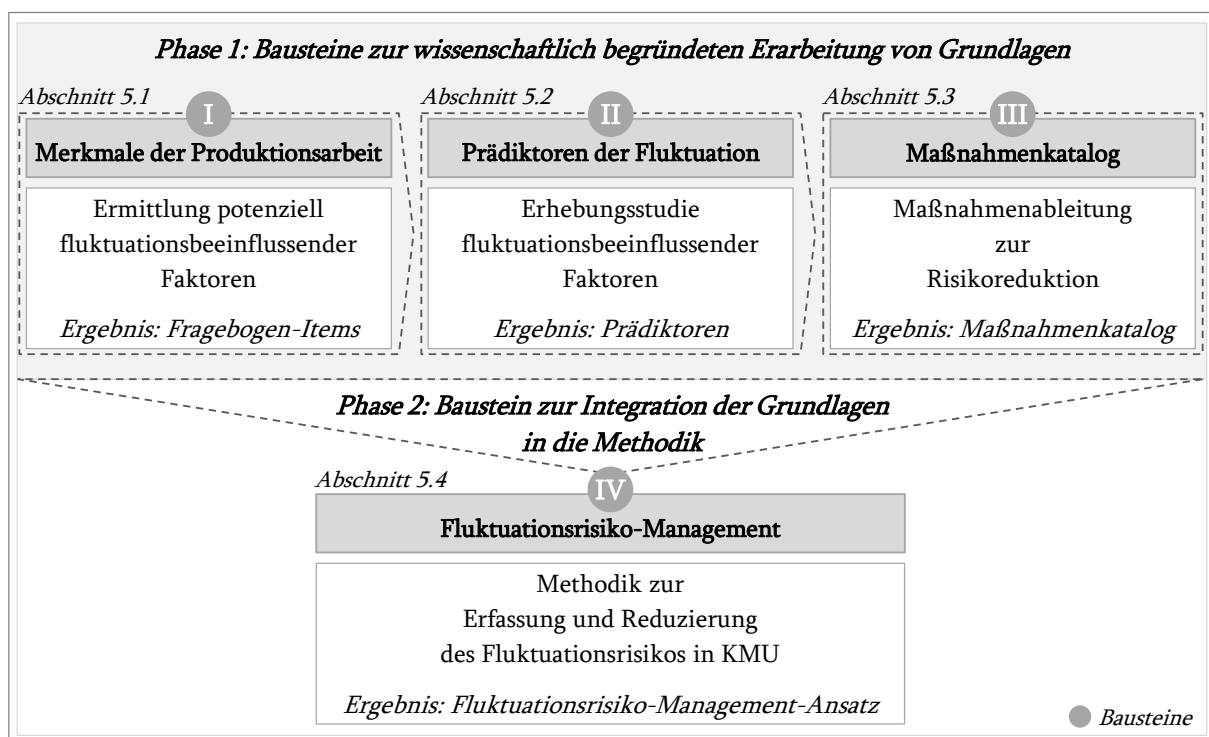 Phase 1: Bausteine zur wissenschaftlich begründeten Erarbeitung von Grundlagen
Abschnitt 5.1
I
Merkmale der Produktionsarbeit
Ermittlung potenziell
fluktuationsbeeinflussender
Faktoren
Ergebnis: Fragebogen-Items
Abschnitt 5.2
II
Prädiktoren der Fluktuation
Erhebungsstudie
fluktuationsbeeinflussender
Faktoren
Ergebnis: Prädiktoren
Abschnitt 5.3
III
Maßnahmenkatalog
Maßnahmenableitung
zur
Risikoreduktion
Ergebnis: Maßnahmenkatalog
Phase 2: Baustein zur Integration der Grundlagen
in die Methodik
Abschnitt 5.4
IV
Fluktuationsrisiko-Management
Methodik zur
Erfassung und Reduzierung
des Fluktuationsrisikos in KMU
Ergebnis: Fluktuationsrisiko-Management-Ansatz
Bausteine